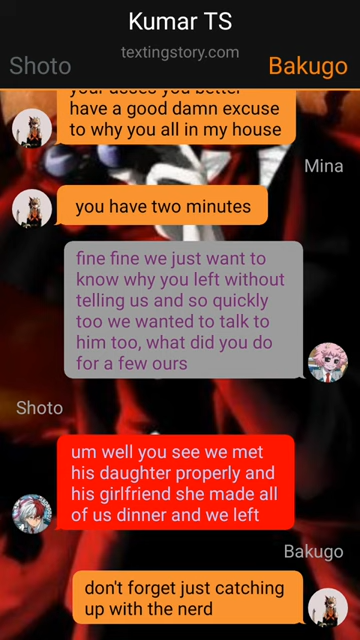 Kumar TS
textingstory.com
Shoto
Bakugo
your asses you better
have a good damn excuse
to why you all in my house
Mina
you have two minutes
fine fine we just want to
know why you left without
telling us and so quickly
too we wanted to talk to
him too, what did you do
for a few ours
Shoto
um well you see we met
his daughter properly and
his girlfriend she made all
of us dinner and we left
Bakugo
don't forget just catching
up with the nerd